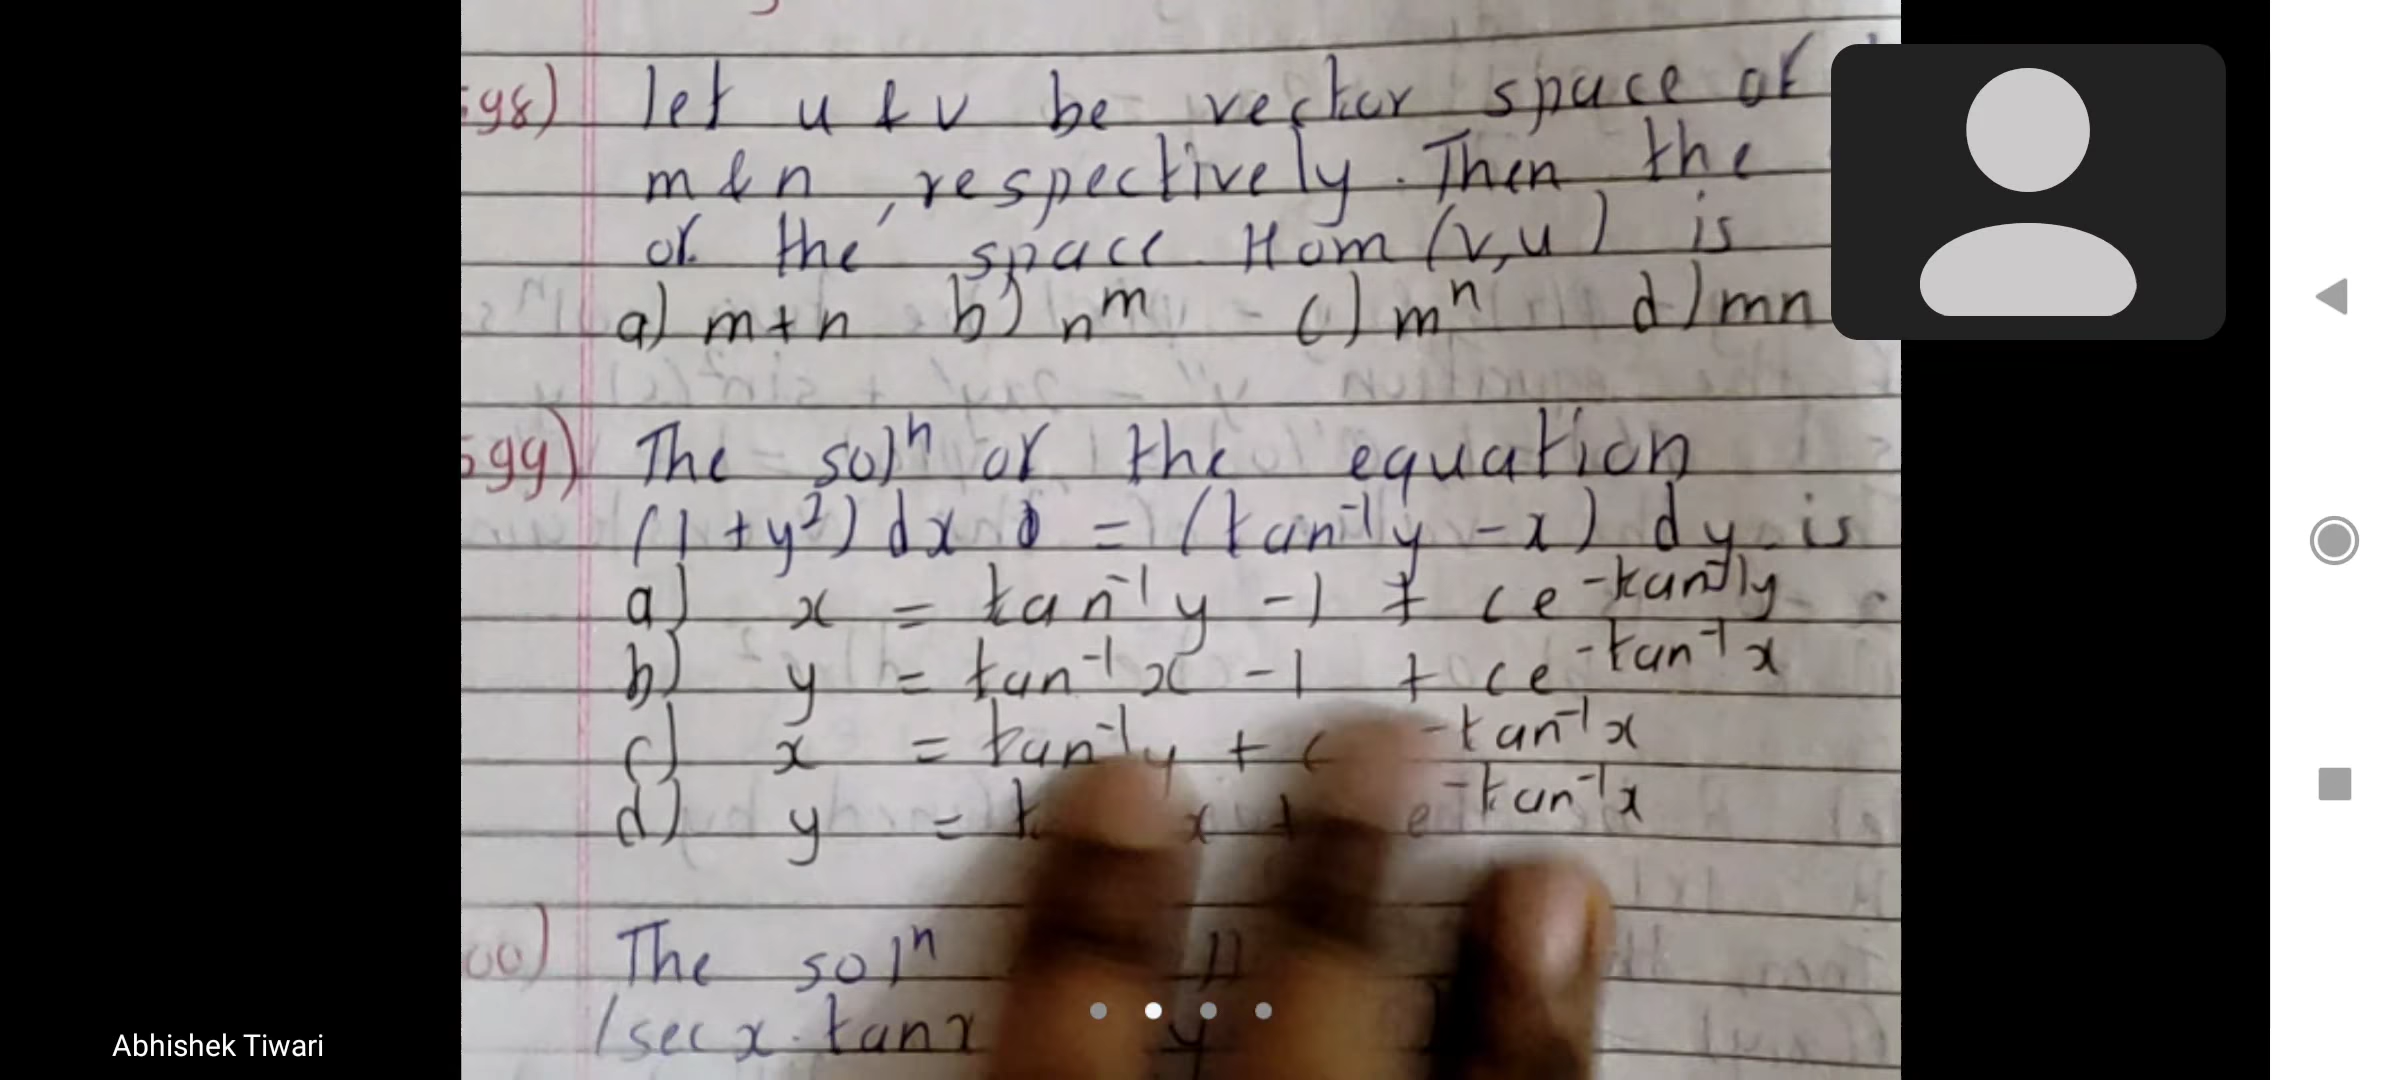 598) let u & v be vector space of
m & n, respectively. Then the
of the space Hom (v,u) is
a) m+n b) n^m c) m^n d) mn
599) The sol^n of the equation
(1+y²) dx = (tan⁻¹y - x) dy is
a) x = tan⁻¹y - 1 + ce^-tan⁻¹y
b) y = tan⁻¹x - 1 + ce^-tan⁻¹x
c) x = tan⁻¹y + c -tan⁻¹x
d) y = x + e^-tan⁻¹x
00) The sol^n
(sec x. tan x y
Abhishek Tiwari